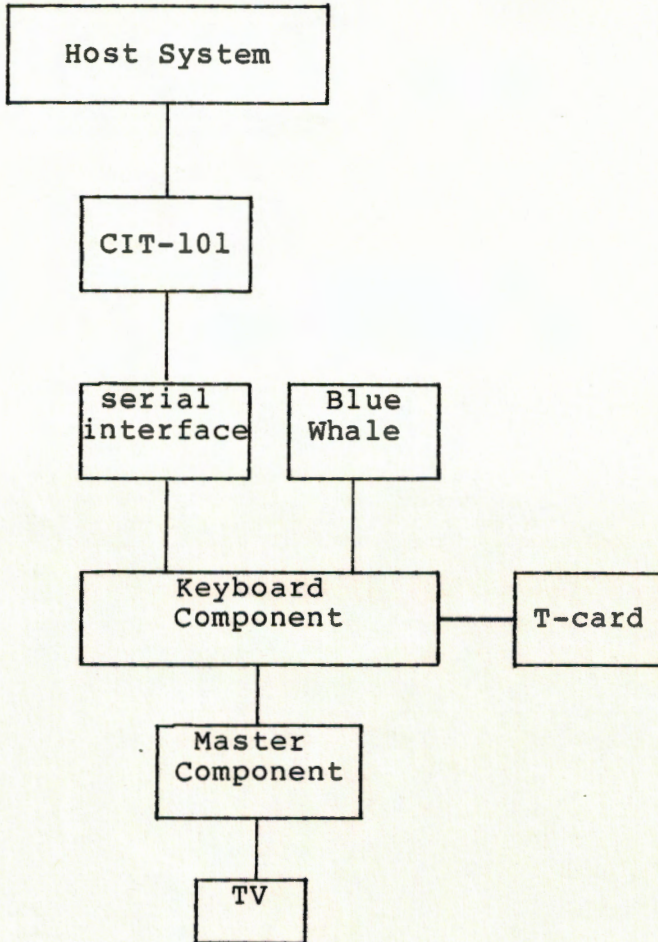 Host System
CIT-101
serial
interface
Blue
Whale
Keyboard
Component
T-card
Master
Component
TV